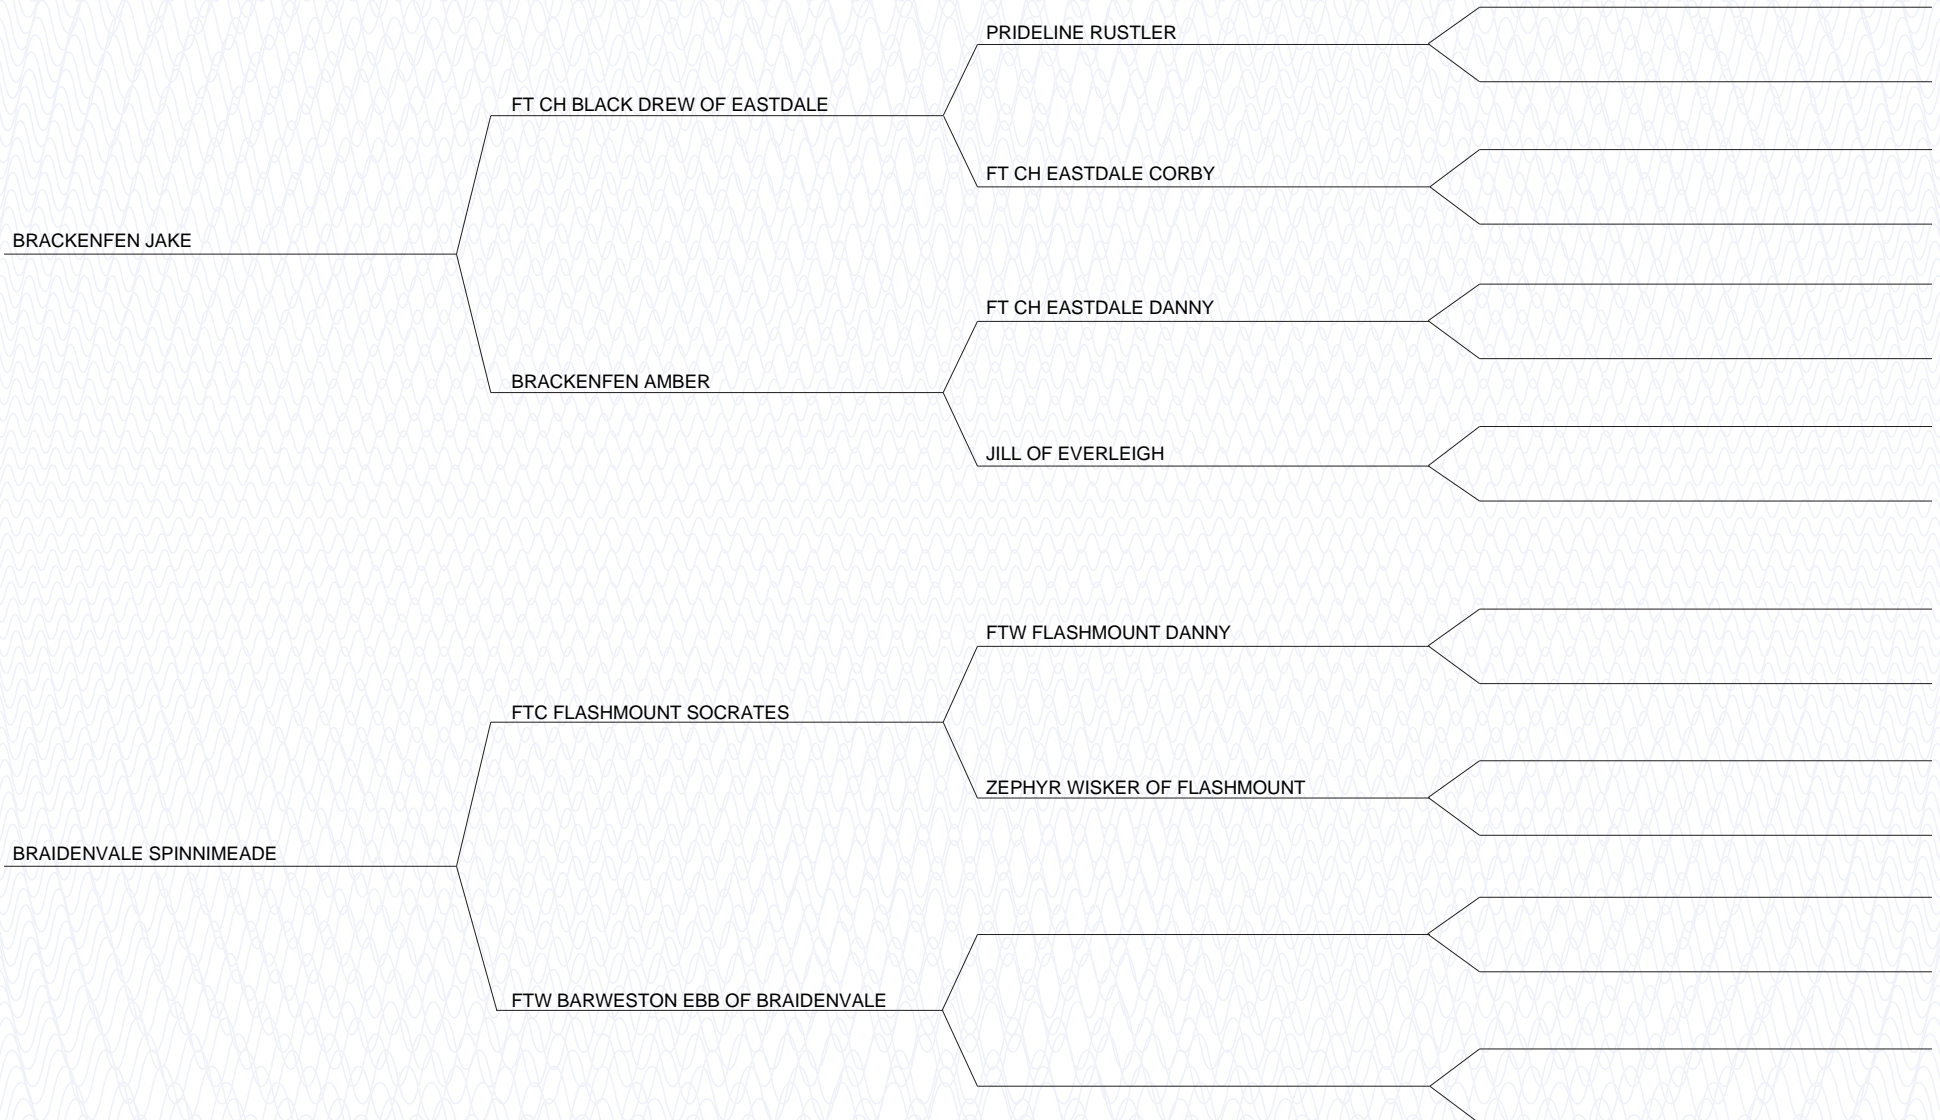 PRIDELINE RUSTLER
FT CH BLACK DREW OF EASTDALE
FT CH EASTDALE CORBY
BRACKENFEN JAKE
FT CH EASTDALE DANNY
BRACKENFEN AMBER
JILL OF EVERLEIGH
FTW FLASHMOUNT DANNY
FTC FLASHMOUNT SOCRATES
ZEPHYR WISKER OF FLASHMOUNT
BRAIDENVALE SPINNIMEADE
FTW BARWESTON EBB OF BRAIDENVALE